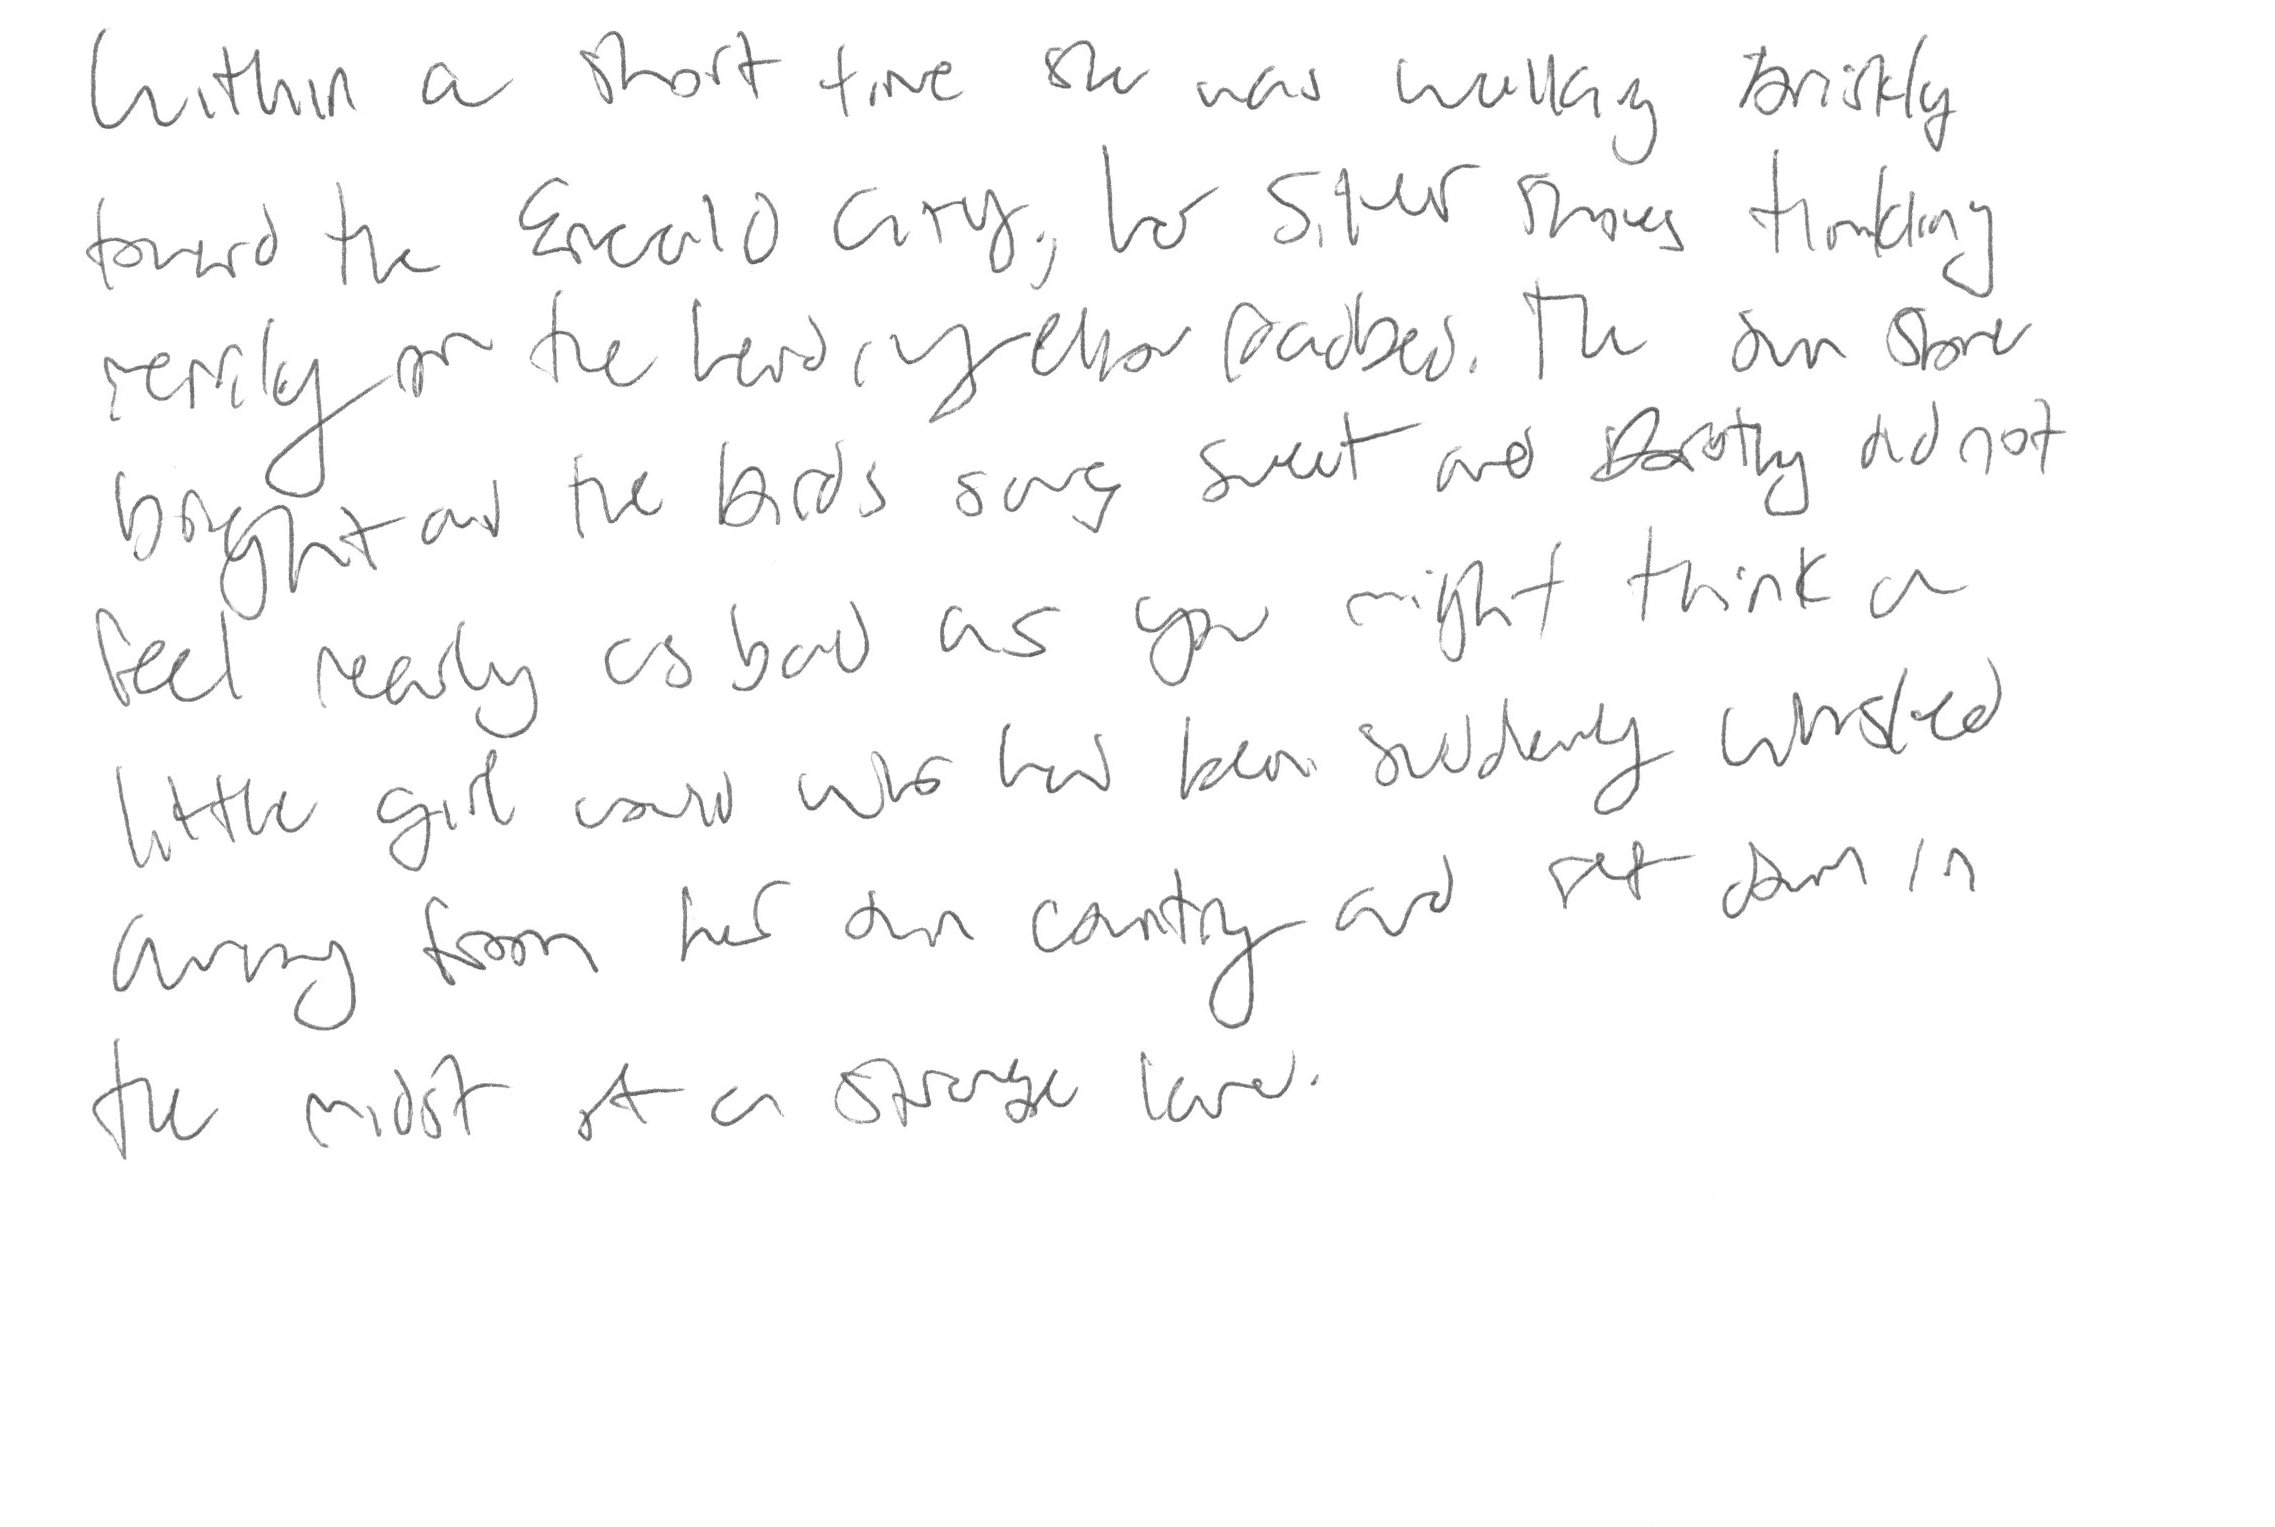 Within a short time she was walking briskly
toward the Emerald City, her Silver Shoes tinkling
merrily on the hard, yellow roadbed. The sun shone
bright and the birds sang sweet and Dorothy did not
feel nearly as bad as you might think a
little girl would who had been suddenly whisked
away from her own country and set down in
the midst of a strange land.